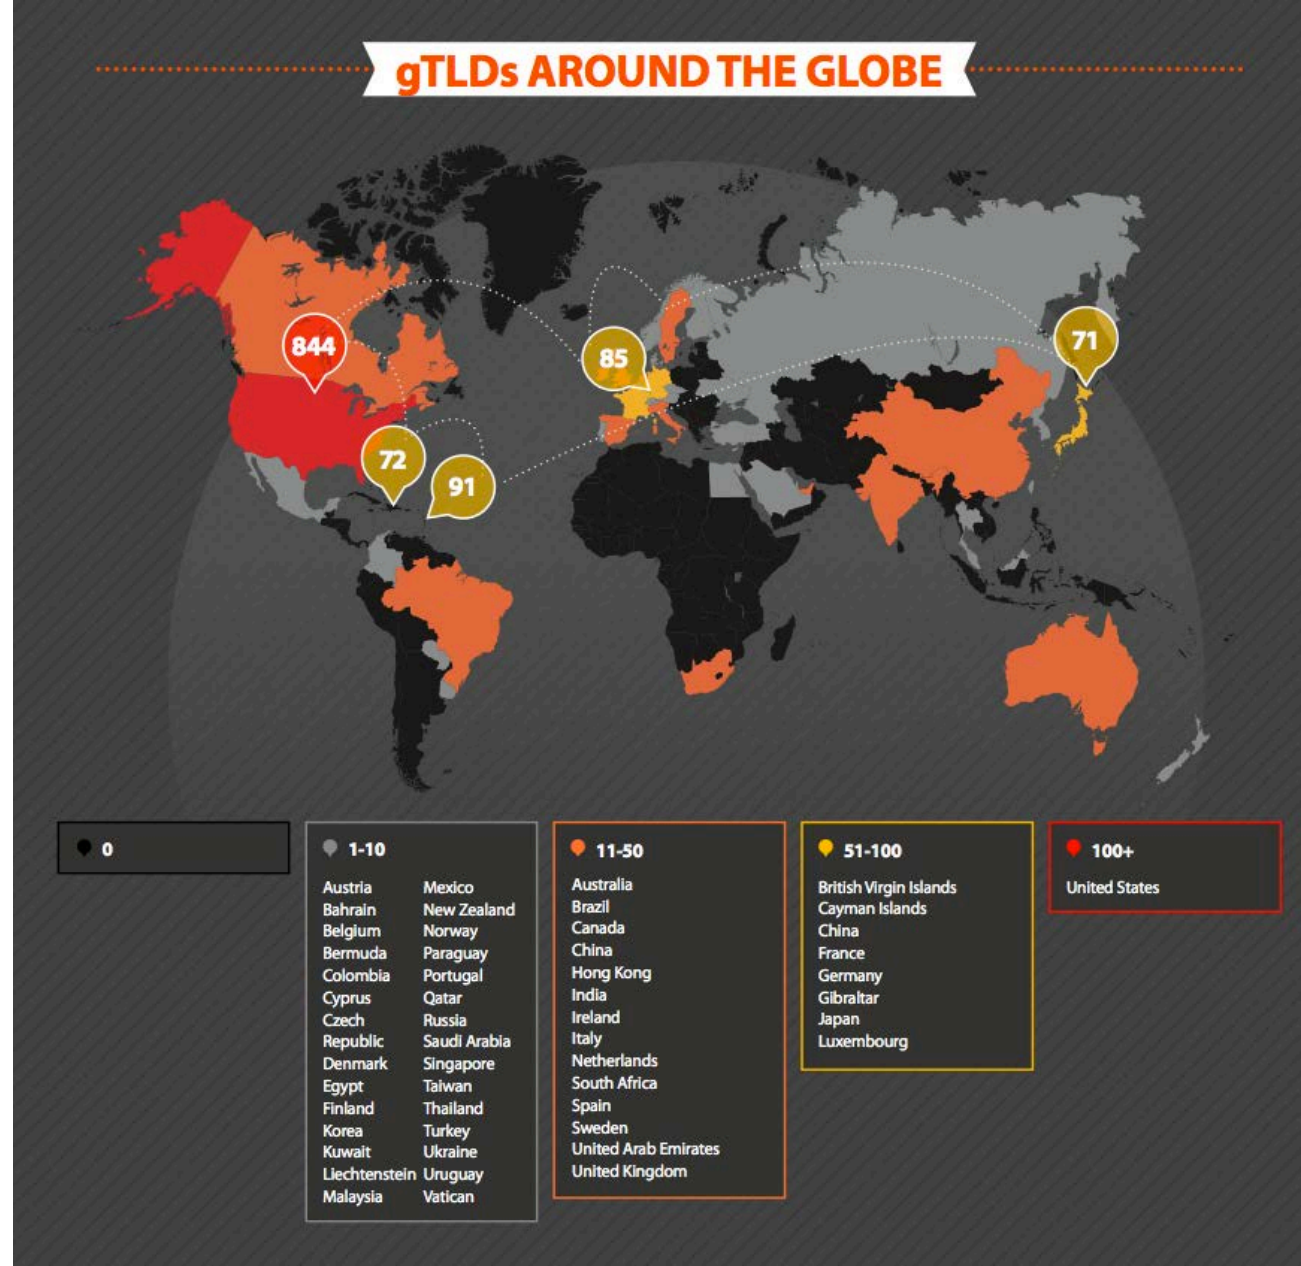 gTLDs AROUND THE GLOBE
844
85
71
72
91
0
1-10
Austria
Bahrain
Belgium
Bermuda
Colombia
Cyprus
Czech
Republic
Denmark
Egypt
Finland
Korea
Kuwait
Liechtenstein
Malaysia
Mexico
New Zealand
Norway
Paraguay
Portugal
Qatar
Russia
Saudi Arabia
Singapore
Taiwan
Thailand
Turkey
Ukraine
Uruguay
Vatican
11-50
Australia
Brazil
Canada
China
Hong Kong
India
Ireland
Italy
Netherlands
South Africa
Spain
Sweden
United Arab Emirates
United Kingdom
51-100
British Virgin Islands
Cayman Islands
China
France
Germany
Gibraltar
Japan
Luxembourg
100+
United States